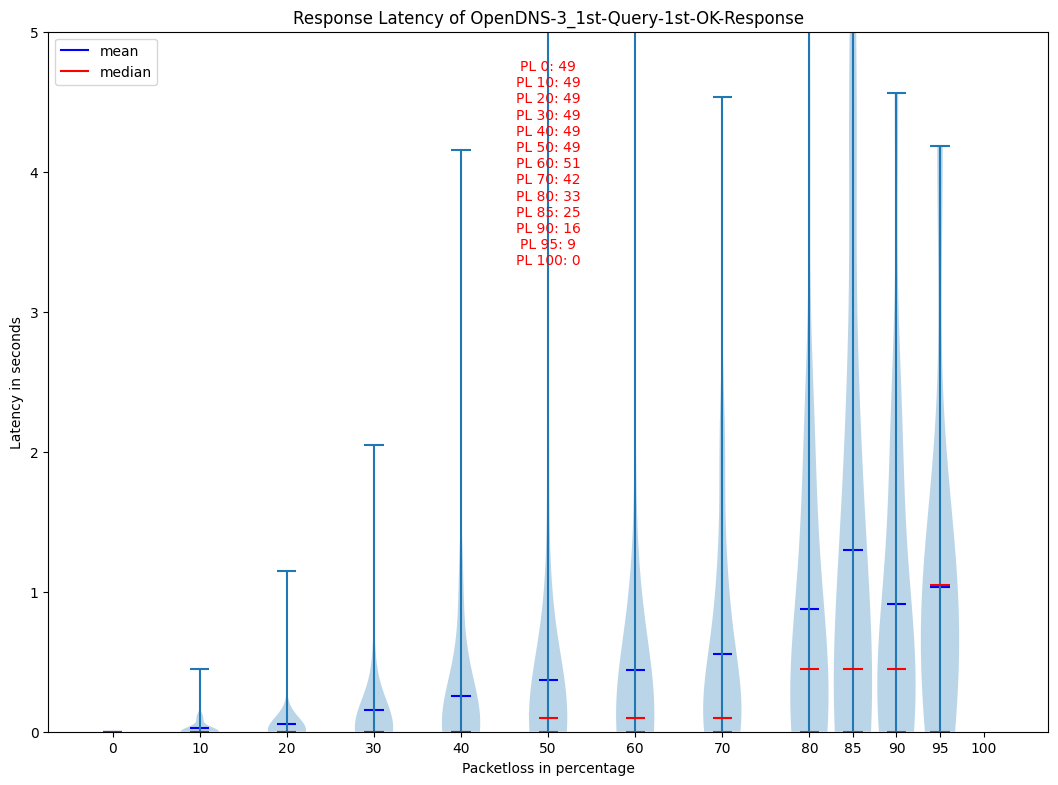 Response Latency of OpenDNS-3_1st-Query-1st-OK-Response
mean
median
PL 0: 49
PL 10: 49
PL 20: 49
PL 30: 49
PL 40: 49
PL 50: 49
PL 60: 51
PL 70: 42
PL 80: 33
PL 85: 25
PL 90: 16
PL 95: 9
PL 100: 0
5
4
3
2
1
0
Latency in seconds
0 10 20 30 40 50 60 70 80 85 90 95 100
Packetloss in percentage